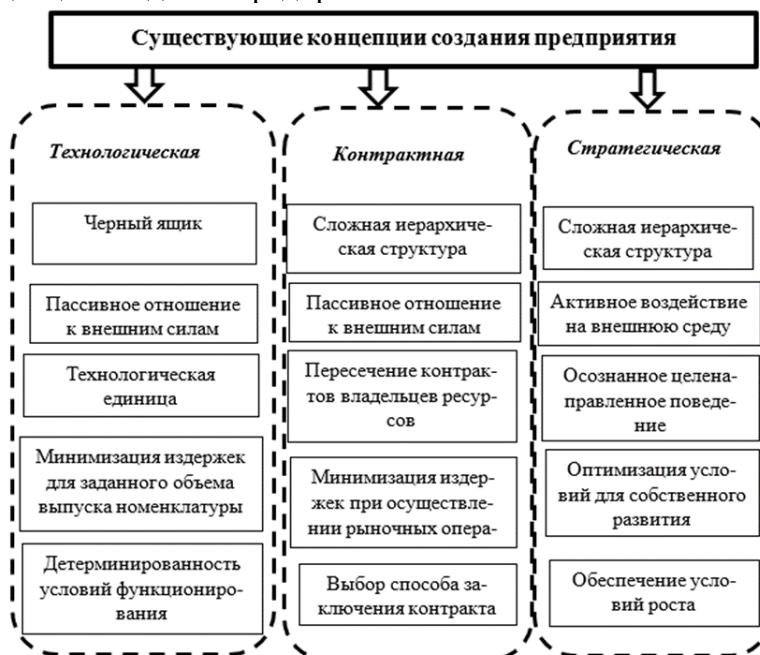 Существующие концепции создания предприятия
Технологическая
Черный ящик
Пассивное отношение
к внешним силам
Технологическая
единица
Минимизация издержек
для заданного объема
выпуска номенклатуры
Детерминированность
условий функциониро-
вания
Контрактная
Сложная иерархиче-
ская структура
Пассивное отношение
к внешним силам
Пересечение контрак-
тов владельцев ресур-
сов
Минимизация издер-
жек при осуществле-
нии рыночных опера-
Выбор способа за-
ключения контракта
Стратегическая
Сложная иерархиче-
ская структура
Активное воздействие
на внешнюю среду
Осознанное целена-
правленное поведе-
ние
Оптимизация усло-
вий для собственного
развития
Обеспечение усло-
вий роста